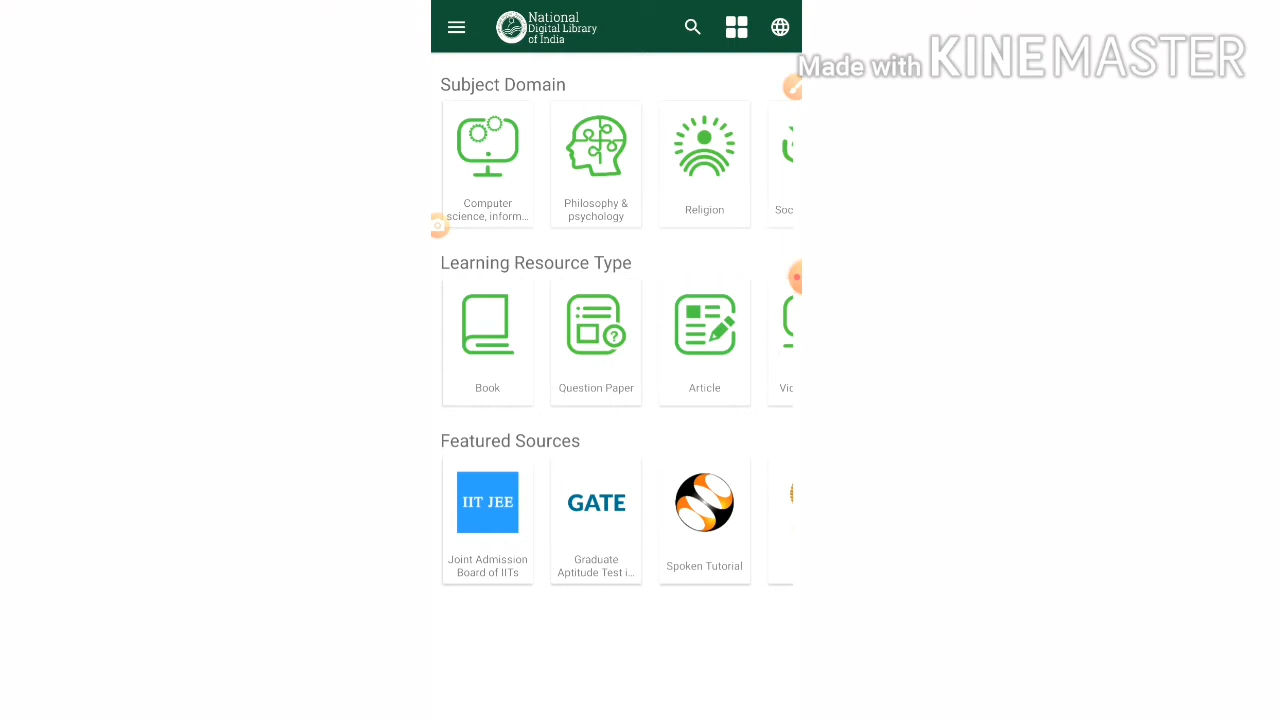 National
Digital Library
of India
Made with KINEMASTER
Subject Domain
Computer
science, inform...
Philosophy &
psychology
Religion
Soc
Learning Resource Type
Book
Question Paper
Article
Vic
Featured Sources
IIT JEE
GATE
Joint Admission
Board of IITs
Graduate
Aptitude Test i...
Spoken Tutorial